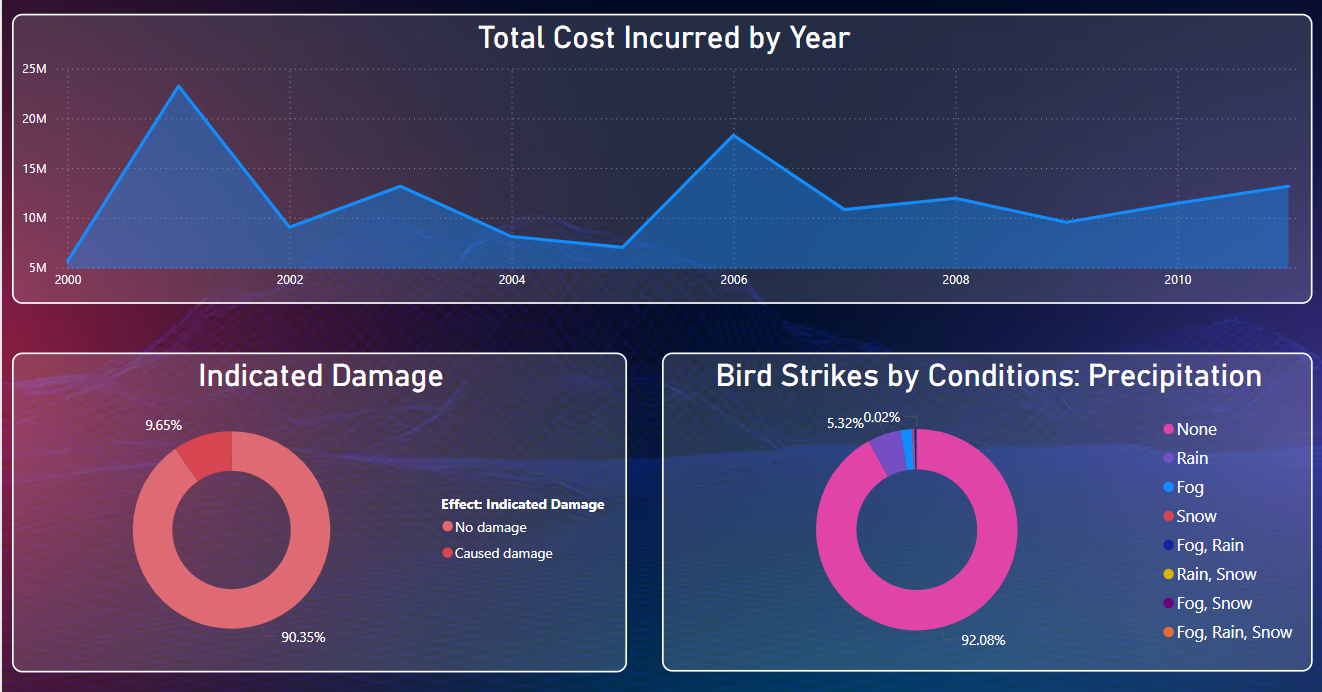 Total Cost Incurred by Year
25M
20M
15M
10M
5M
2000 2002 2004 2006 2008 2010
Indicated Damage
9.65%
90.35%
Effect: Indicated Damage
No damage
Caused damage
Bird Strikes by Conditions: Precipitation
5.32% 0.02%
92.08%
None
Rain
Fog
Snow
Fog, Rain
Rain, Snow
Fog, Snow
Fog, Rain, Snow